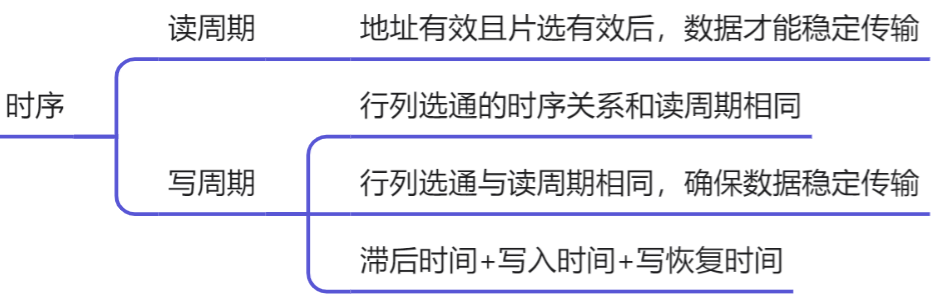 时序
读周期
地址有效且片选有效后，数据才能稳定传输
写周期
行列选通的时序关系和读周期相同
行列选通与读周期相同，确保数据稳定传输
滞后时间+写入时间+写恢复时间